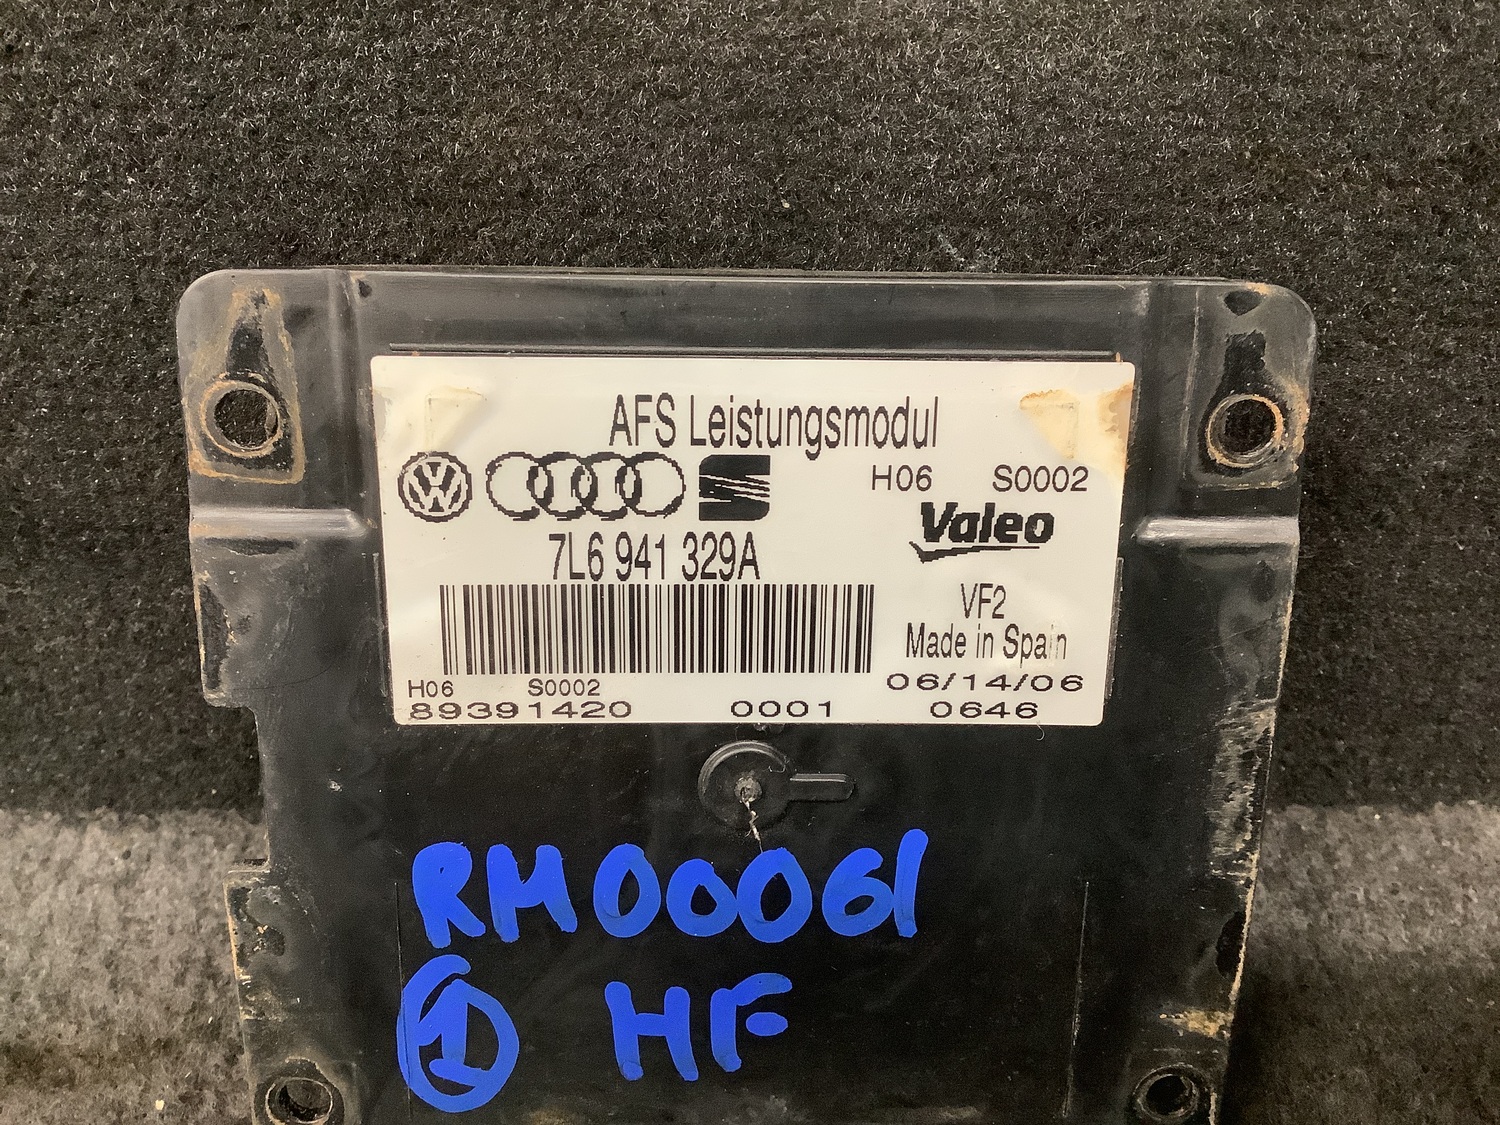 AFS Leistungsmodul
H06 S0002
Valeo
7L6 941 329A
VF2
Made in Spain
06/14/06
H06 S0002
89391420 0001 0646
RM00061
1 HF